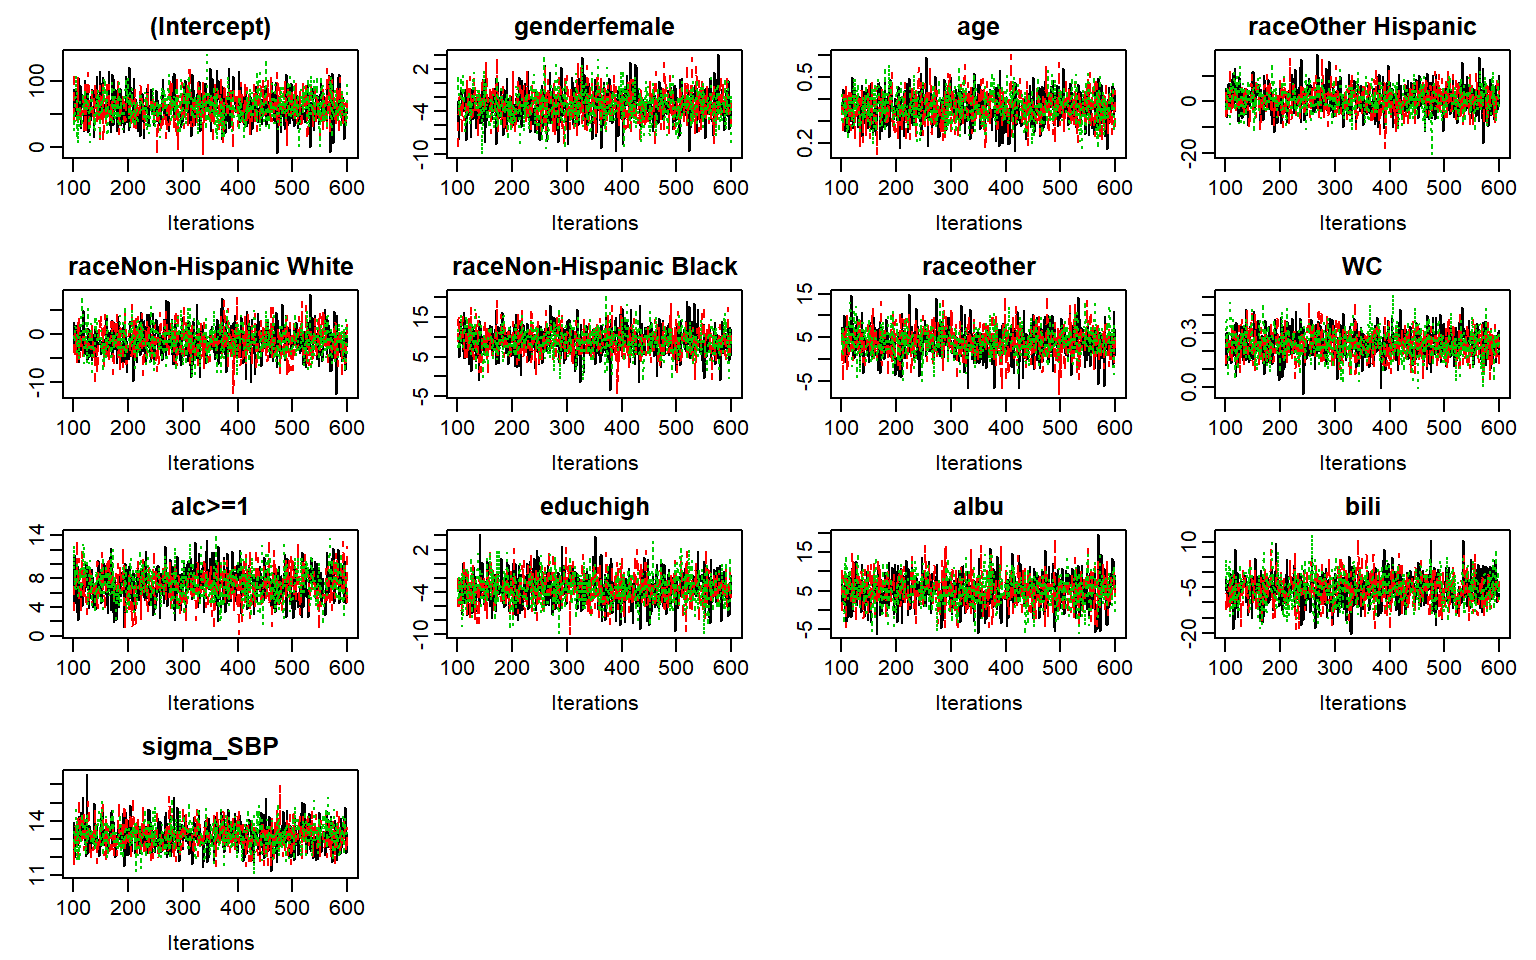 (Intercept) genderfemale age raceOther Hispanic
0 100 -10 -4 2 0.2 0.5 -20 0
100 200 300 400 500 600 100 200 300 400 500 600 100 200 300 400 500 600 100 200 300 400 500 600
Iterations Iterations Iterations Iterations
raceNon-Hispanic White raceNon-Hispanic Black raceother WC
-10 0 -5 5 15 -5 5 15 0.0 0.3
100 200 300 400 500 600 100 200 300 400 500 600 100 200 300 400 500 600 100 200 300 400 500 600
Iterations Iterations Iterations Iterations
alc>=1 educhigh albu bili
0 4 8 14 -10 -4 2 -5 5 15 -20 -5 10
100 200 300 400 500 600 100 200 300 400 500 600 100 200 300 400 500 600 100 200 300 400 500 600
Iterations Iterations Iterations Iterations
sigma_SBP
11 14
100 200 300 400 500 600
Iterations